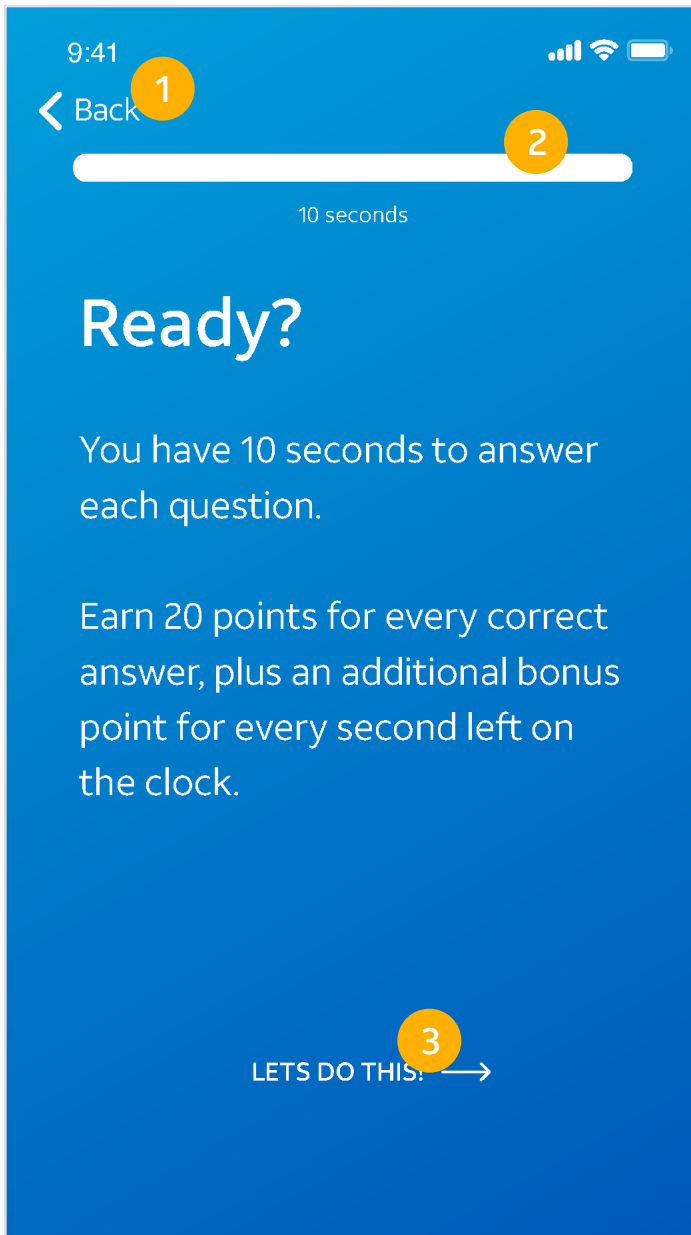 9:41
1
Back
2
10 seconds
Ready?
You have 10 seconds to answer
each question.
Earn 20 points for every correct
answer, plus an additional bonus
point for every second left on
the clock.
3
LETS DO THIS!